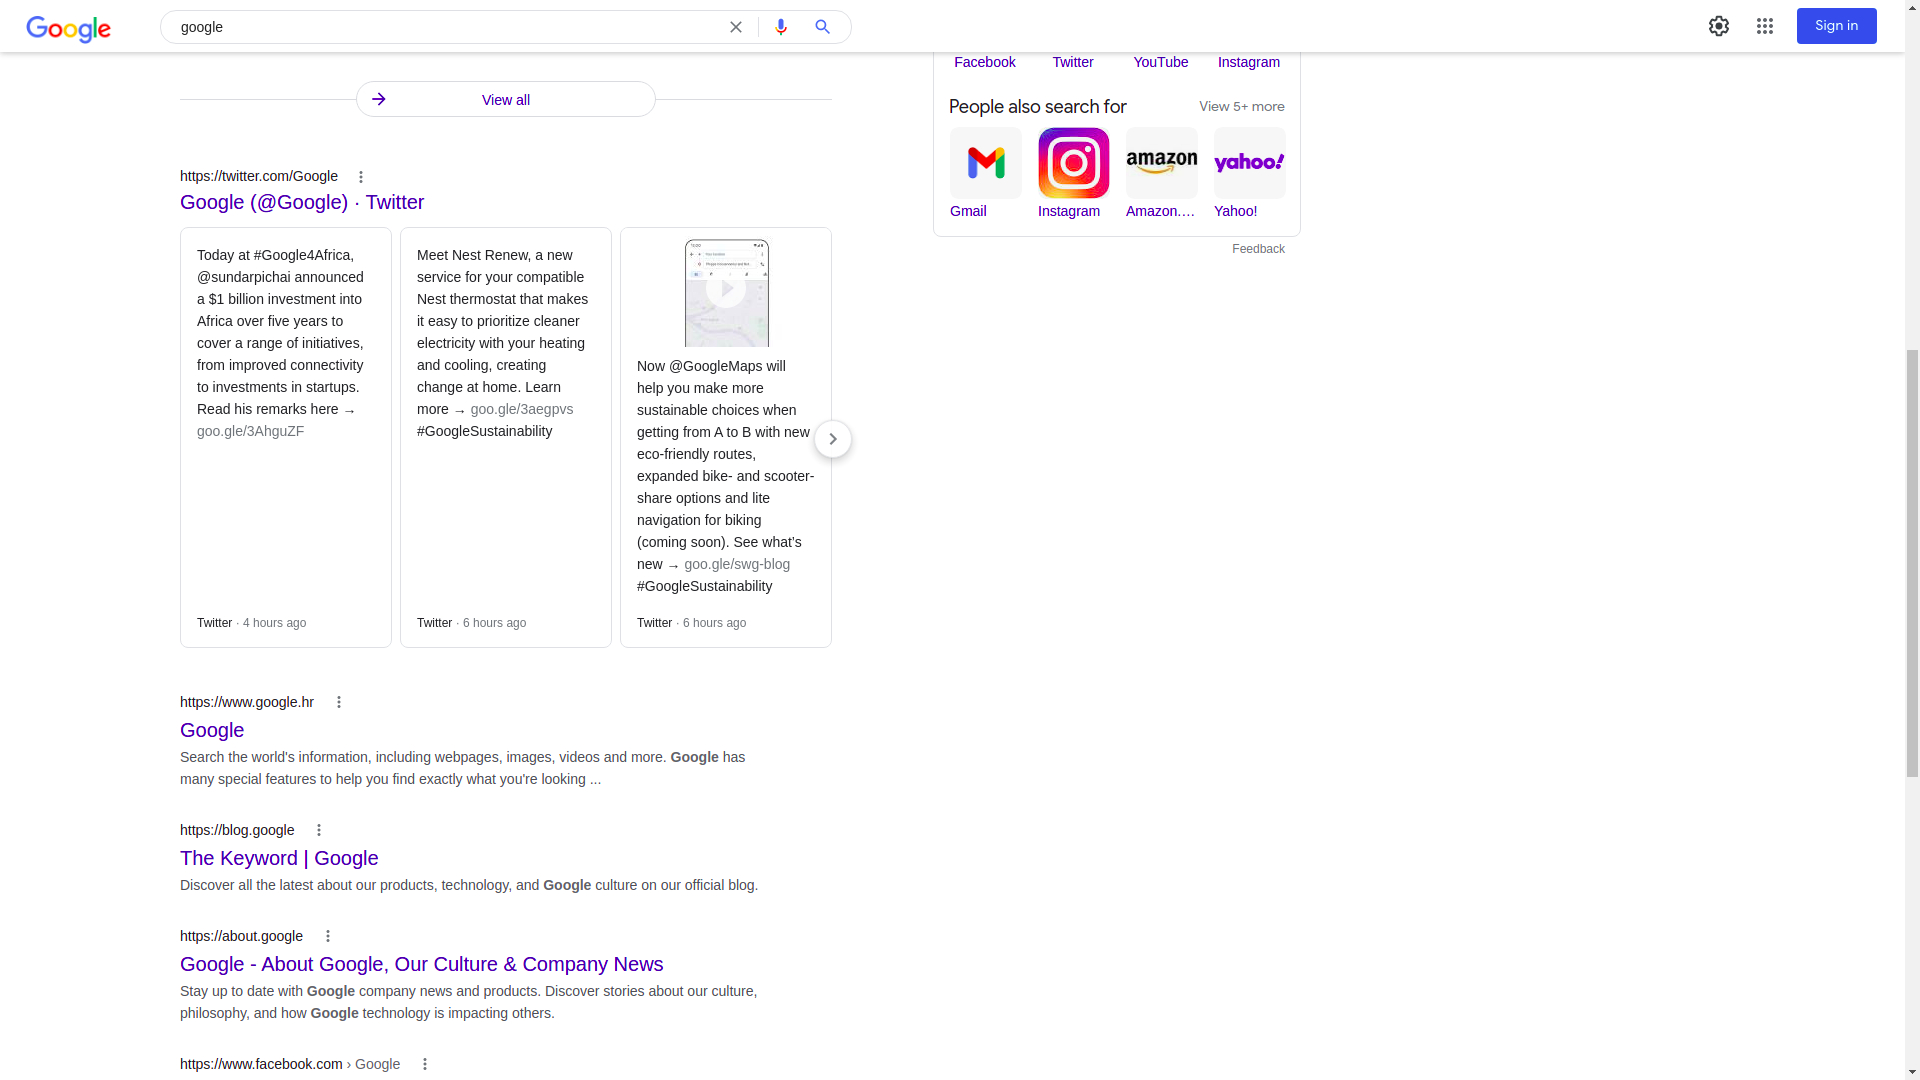 Google
google
Sign in
Facebook
Twitter
YouTube
Instagram
View all
People also search for
View 5+ more
amazon
yahoo!
Gmail
Instagram
Amazon....
Yahoo!
Feedback
https://twitter.com/Google
Google (@Google) · Twitter
Today at #Google4Africa,
@sundarpichai announced
a $1 billion investment into
Africa over five years to
cover a range of initiatives,
from improved connectivity
to investments in startups.
Read his remarks here →
goo.gle/3AhguZF
Twitter · 4 hours ago
Meet Nest Renew, a new
service for your compatible
Nest thermostat that makes
it easy to prioritize cleaner
electricity with your heating
and cooling, creating
change at home. Learn
more → goo.gle/3aegpvs
#GoogleSustainability
Twitter · 6 hours ago
Now @GoogleMaps will
help you make more
sustainable choices when
getting from A to B with new
eco-friendly routes,
expanded bike- and scooter-
share options and lite
navigation for biking
(coming soon). See what's
new → goo.gle/swg-blog
#GoogleSustainability
Twitter · 6 hours ago
https://www.google.hr
Google
Search the world's information, including webpages, images, videos and more. Google has
many special features to help you find exactly what you're looking ...
https://blog.google
The Keyword | Google
Discover all the latest about our products, technology, and Google culture on our official blog.
https://about.google
Google - About Google, Our Culture & Company News
Stay up to date with Google company news and products. Discover stories about our culture,
philosophy, and how Google technology is impacting others.
https://www.facebook.com › Google